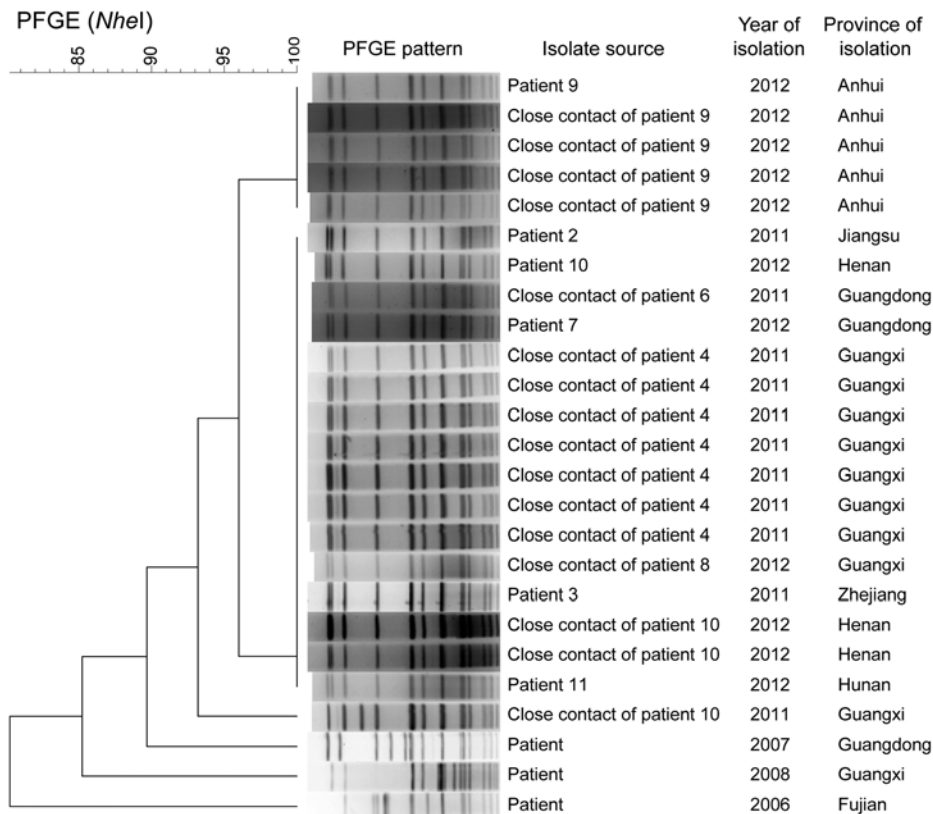 PFGE (NheI)
85 90 95 100
PFGE pattern Isolate source Year of isolation Province of isolation
Patient 9 2012 Anhui
Close contact of patient 9 2012 Anhui
Close contact of patient 9 2012 Anhui
Close contact of patient 9 2012 Anhui
Close contact of patient 9 2012 Anhui
Patient 2 2011 Jiangsu
Patient 10 2012 Henan
Close contact of patient 6 2011 Guangdong
Patient 7 2012 Guangdong
Close contact of patient 4 2011 Guangxi
Close contact of patient 4 2011 Guangxi
Close contact of patient 4 2011 Guangxi
Close contact of patient 4 2011 Guangxi
Close contact of patient 4 2011 Guangxi
Close contact of patient 4 2011 Guangxi
Close contact of patient 4 2011 Guangxi
Close contact of patient 8 2012 Guangxi
Patient 3 2011 Zhejiang
Close contact of patient 10 2012 Henan
Close contact of patient 10 2012 Henan
Patient 11 2012 Hunan
Close contact of patient 10 2011 Guangxi
Patient 2007 Guangdong
Patient 2008 Guangxi
Patient 2006 Fujian